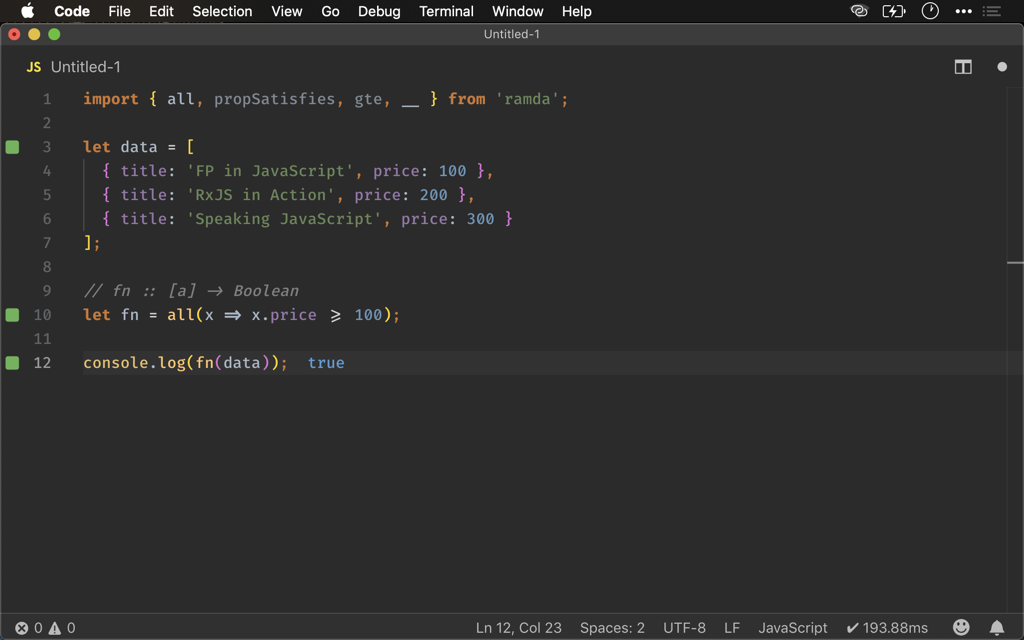 Code File Edit Selection View Go Debug Terminal Window Help
Untitled-1
JS Untitled-1
1 import { all, propSatisfies, gte, __ } from 'ramda';
2
3 let data = [
4 { title: 'FP in JavaScript', price: 100 },
5 { title: 'RxJS in Action', price: 200 },
6 { title: 'Speaking JavaScript', price: 300 }
7 ];
8
9 // fn :: [a] → Boolean
10 let fn = all(x ⇒ x.price ⩾ 100);
11
12 console.log(fn(data)); true
0 0 Ln 12, Col 23 Spaces: 2 UTF-8 LF JavaScript ✔ 193.88ms